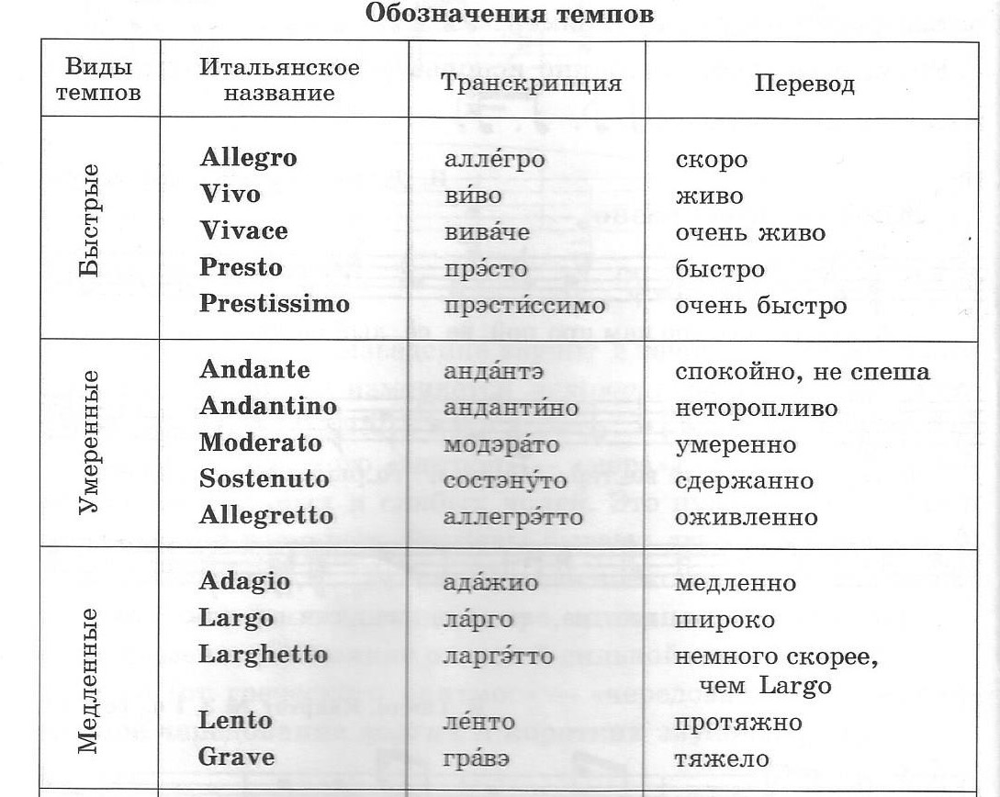 Обозначения темпов
Виды темпов
Итальянское название
Транскрипция
Перевод
Быстрые
Allegro алле́гро скоро
Vivo ви́во живо
Vivace вива́че очень живо
Presto прэ́сто быстро
Prestissimo прэсти́ссимо очень быстро
Умеренные
Andante анда́нтэ спокойно, не спеша
Andantino анданти́но неторопливо
Moderato модэра́то умеренно
Sostenuto состэну́то сдержанно
Allegretto аллегрэ́тто оживленно
Медленные
Adagio ада́жио медленно
Largo ла́рго широко
Larghetto ларгэ́тто немного скорее,
чем Largo
Lento ле́нто протяжно
Grave гра́вэ тяжело